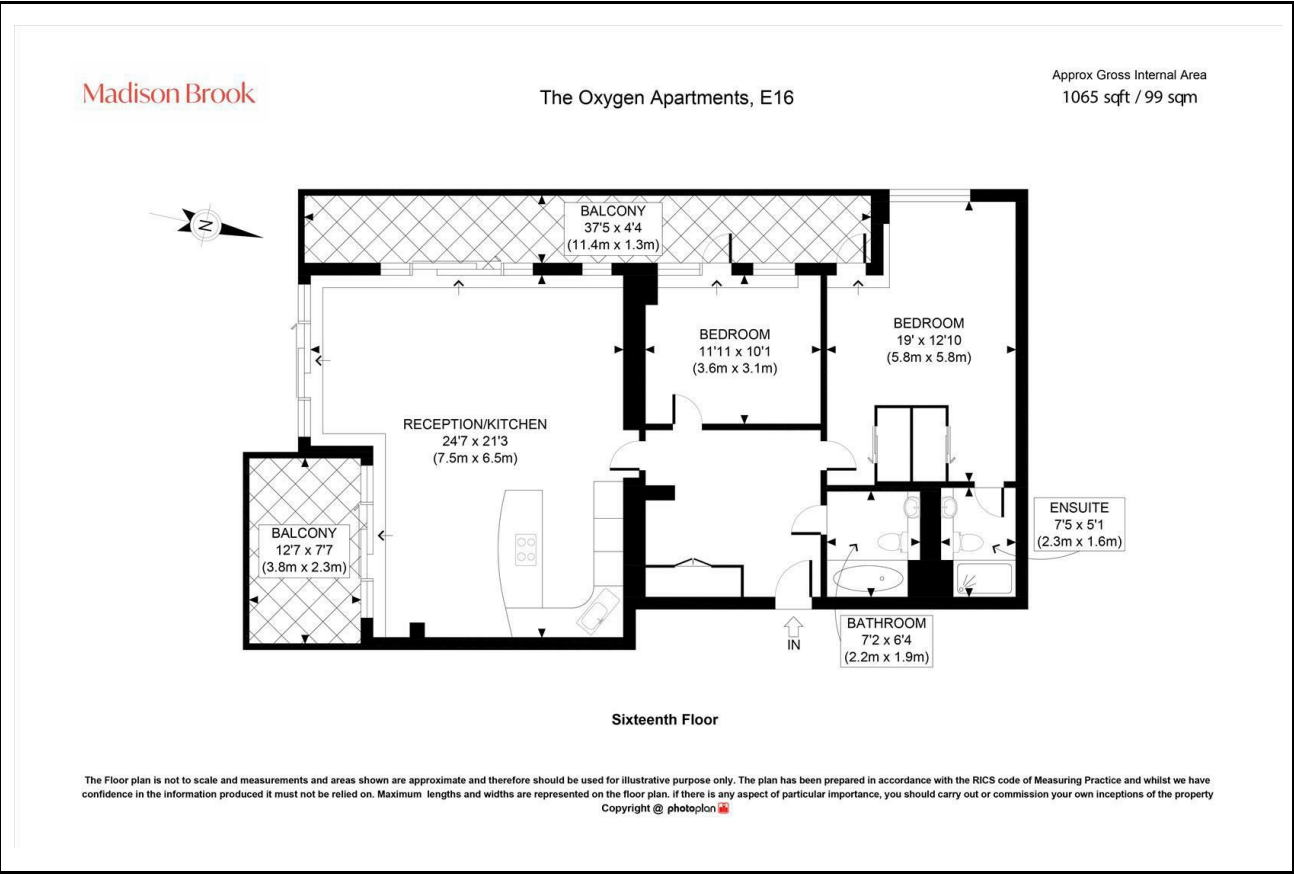 Madison Brook
The Oxygen Apartments, E16
Approx Gross Internal Area
1065 sqft / 99 sqm
N
BALCONY
37'5 x 4'4
(11.4m x 1.3m)
BEDROOM
11'11 x 10'1
(3.6m x 3.1m)
BEDROOM
19' x 12'10
(5.8m x 5.8m)
RECEPTION/KITCHEN
24'7 x 21'3
(7.5m x 6.5m)
BALCONY
12'7 x 7'7
(3.8m x 2.3m)
ENSUITE
7'5 x 5'1
(2.3m x 1.6m)
BATHROOM
7'2 x 6'4
(2.2m x 1.9m)
IN
Sixteenth Floor
The Floor plan is not to scale and measurements and areas shown are approximate and therefore should be used for illustrative purpose only. The plan has been prepared in accordance with the RICS code of Measuring Practice and whilst we have
confidence in the information produced it must not be relied on. Maximum lengths and widths are represented on the floor plan. if there is any aspect of particular importance, you should carry out or commission your own inceptions of the property
Copyright @ photoplan